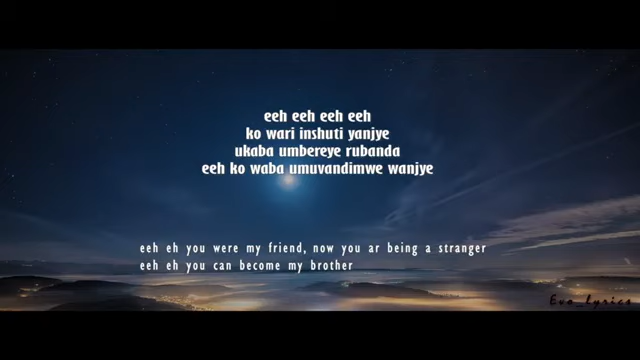 eeh eeh eeh eeh
ko wari inshuti yanjye
ukaba umbereye rubanda
eeh ko waba umuvandimwe wanjye
eeh eh you were my friend, now you ar being a stranger
eeh eh you can become my brother
Evo_Lyrics